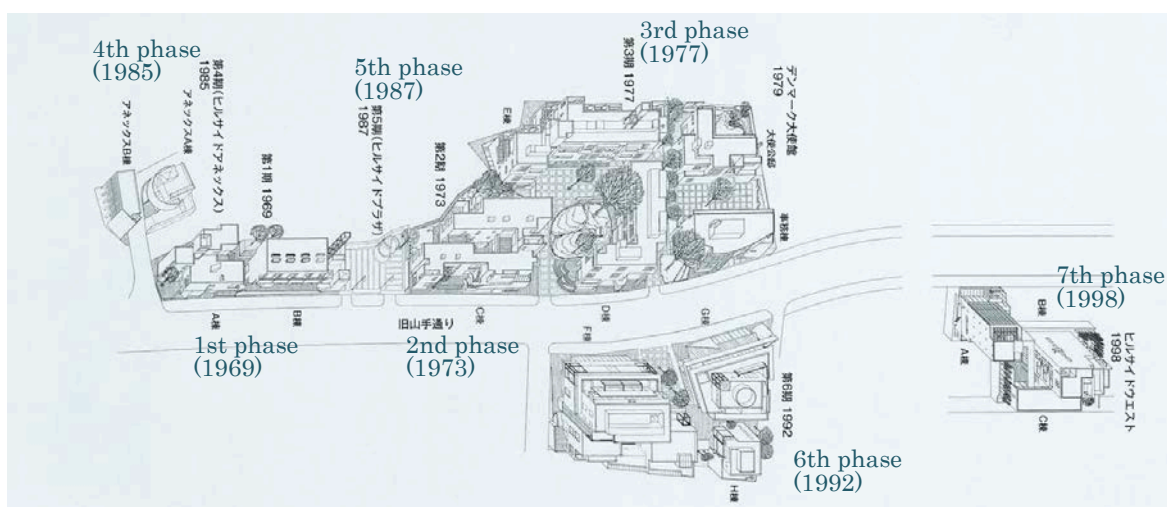 4th phase
(1985)
第4期(ヒルサイドアネックス)
1985
アネックスA棟
アネックスB棟
第1期 1969
5th phase
(1987)
第5期(ヒルサイドプラザ)
1987
第2期 1973
E棟
3rd phase
(1977)
第3期 1977
デンマーク大使館
1979
大使公邸
事務棟
A棟
B棟
旧山手通り
C棟
D棟
G棟
F棟
1st phase
(1969)
2nd phase
(1973)
第6期 1992
H棟
6th phase
(1992)
7th phase
(1998)
B棟
A棟
C棟
ヒルサイドウエスト
1998